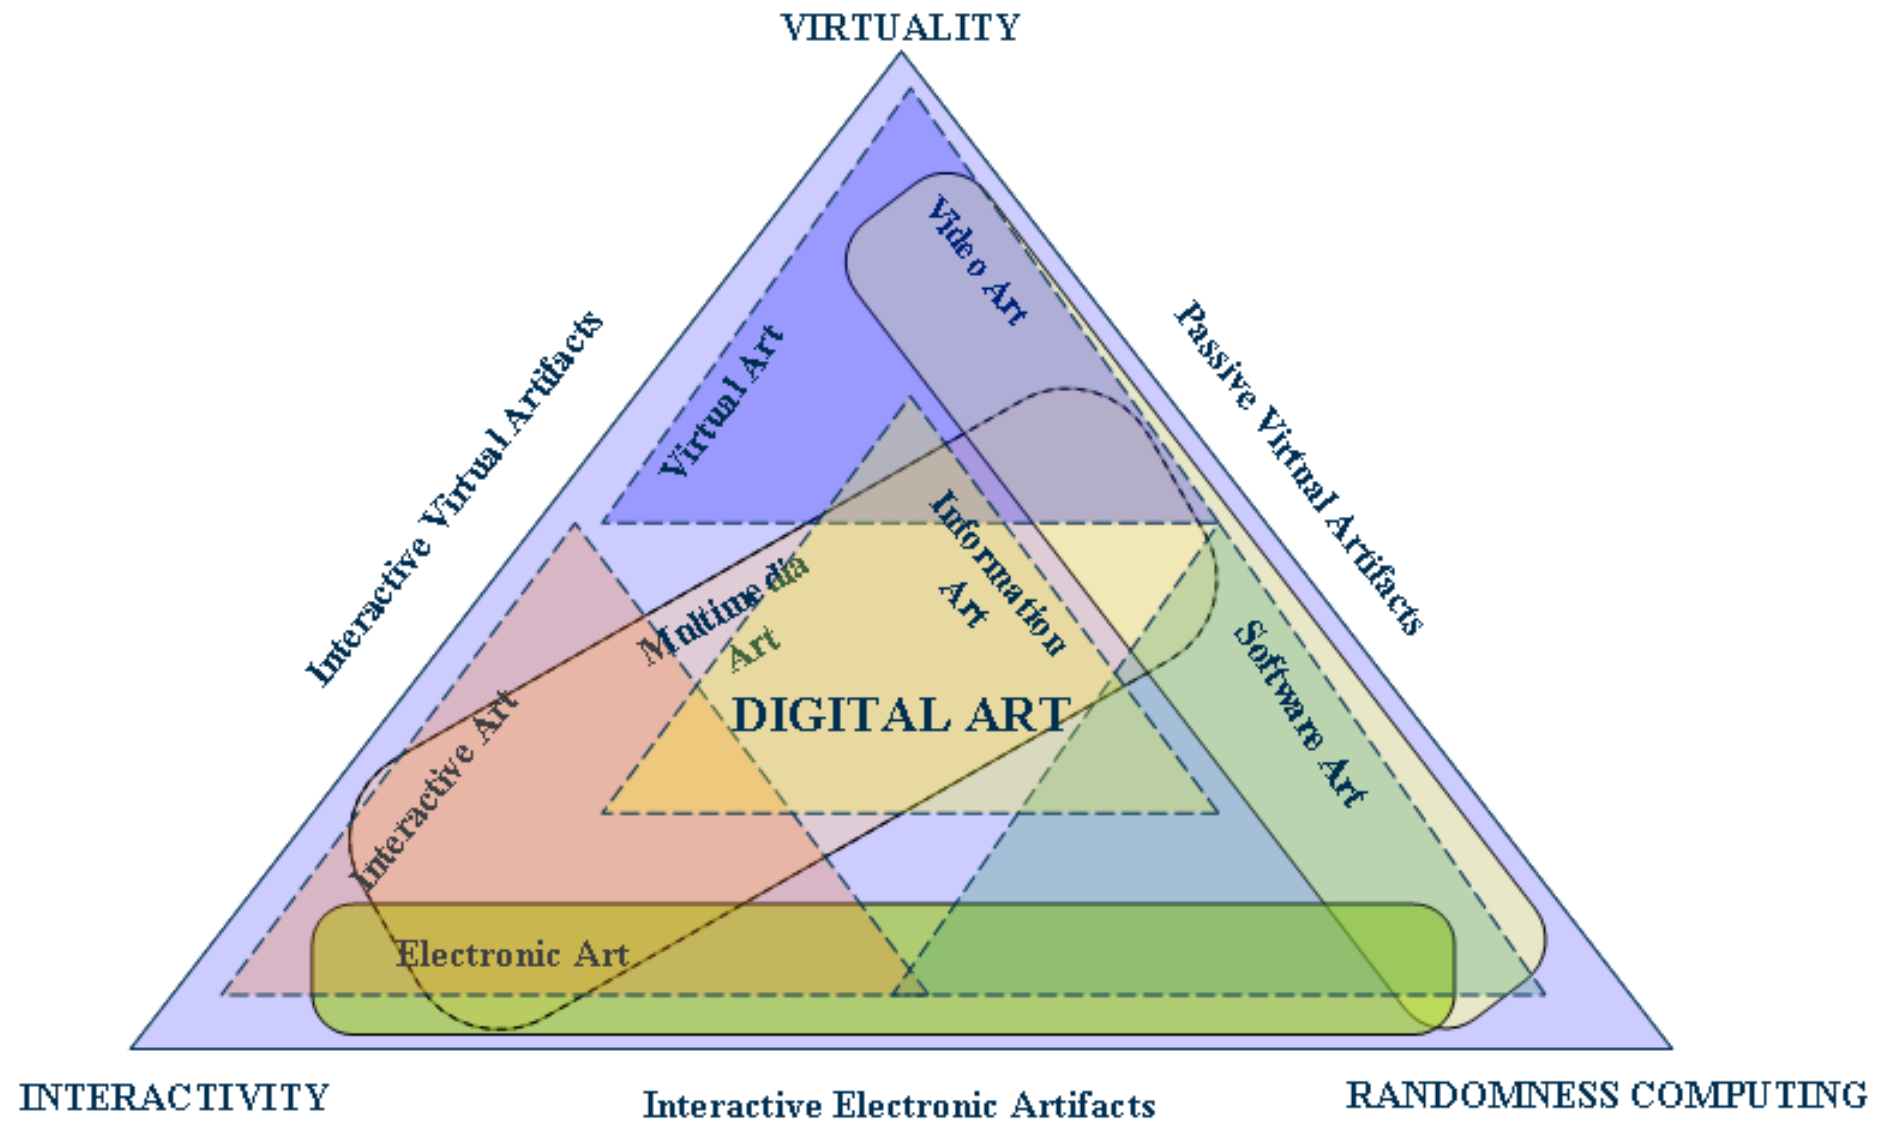 VIRTUALITY
Video Art
Virtual Art
Interactive Virtual Artifacts
Passive Virtual Artifacts
Information
Art
Multimedia
Art
Software Art
DIGITAL ART
Interactive Art
Electronic Art
INTERACTIVITY
Interactive Electronic Artifacts
RANDOMNESS COMPUTING